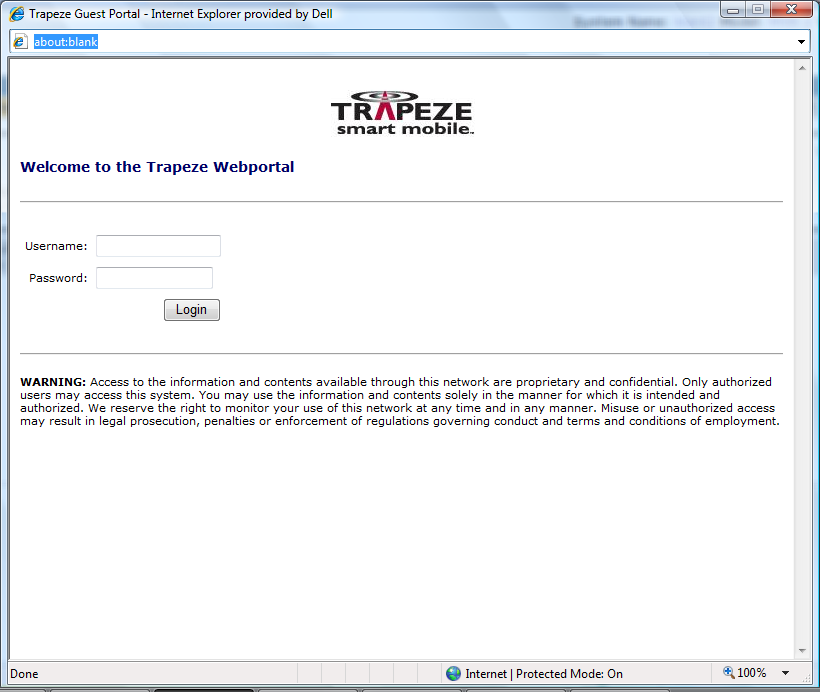 Trapeze Guest Portal - Internet Explorer provided by Dell
about:blank
TRAPEZE
smart mobile.™
Welcome to the Trapeze Webportal
Username:
Password:
Login
WARNING: Access to the information and contents available through this network are proprietary and confidential. Only authorized
users may access this system. You may use the information and contents solely in the manner for which it is intended and
authorized. We reserve the right to monitor your use of this network at any time and in any manner. Misuse or unauthorized access
may result in legal prosecution, penalties or enforcement of regulations governing conduct and terms and conditions of employment.
Done
Internet | Protected Mode: On
100%